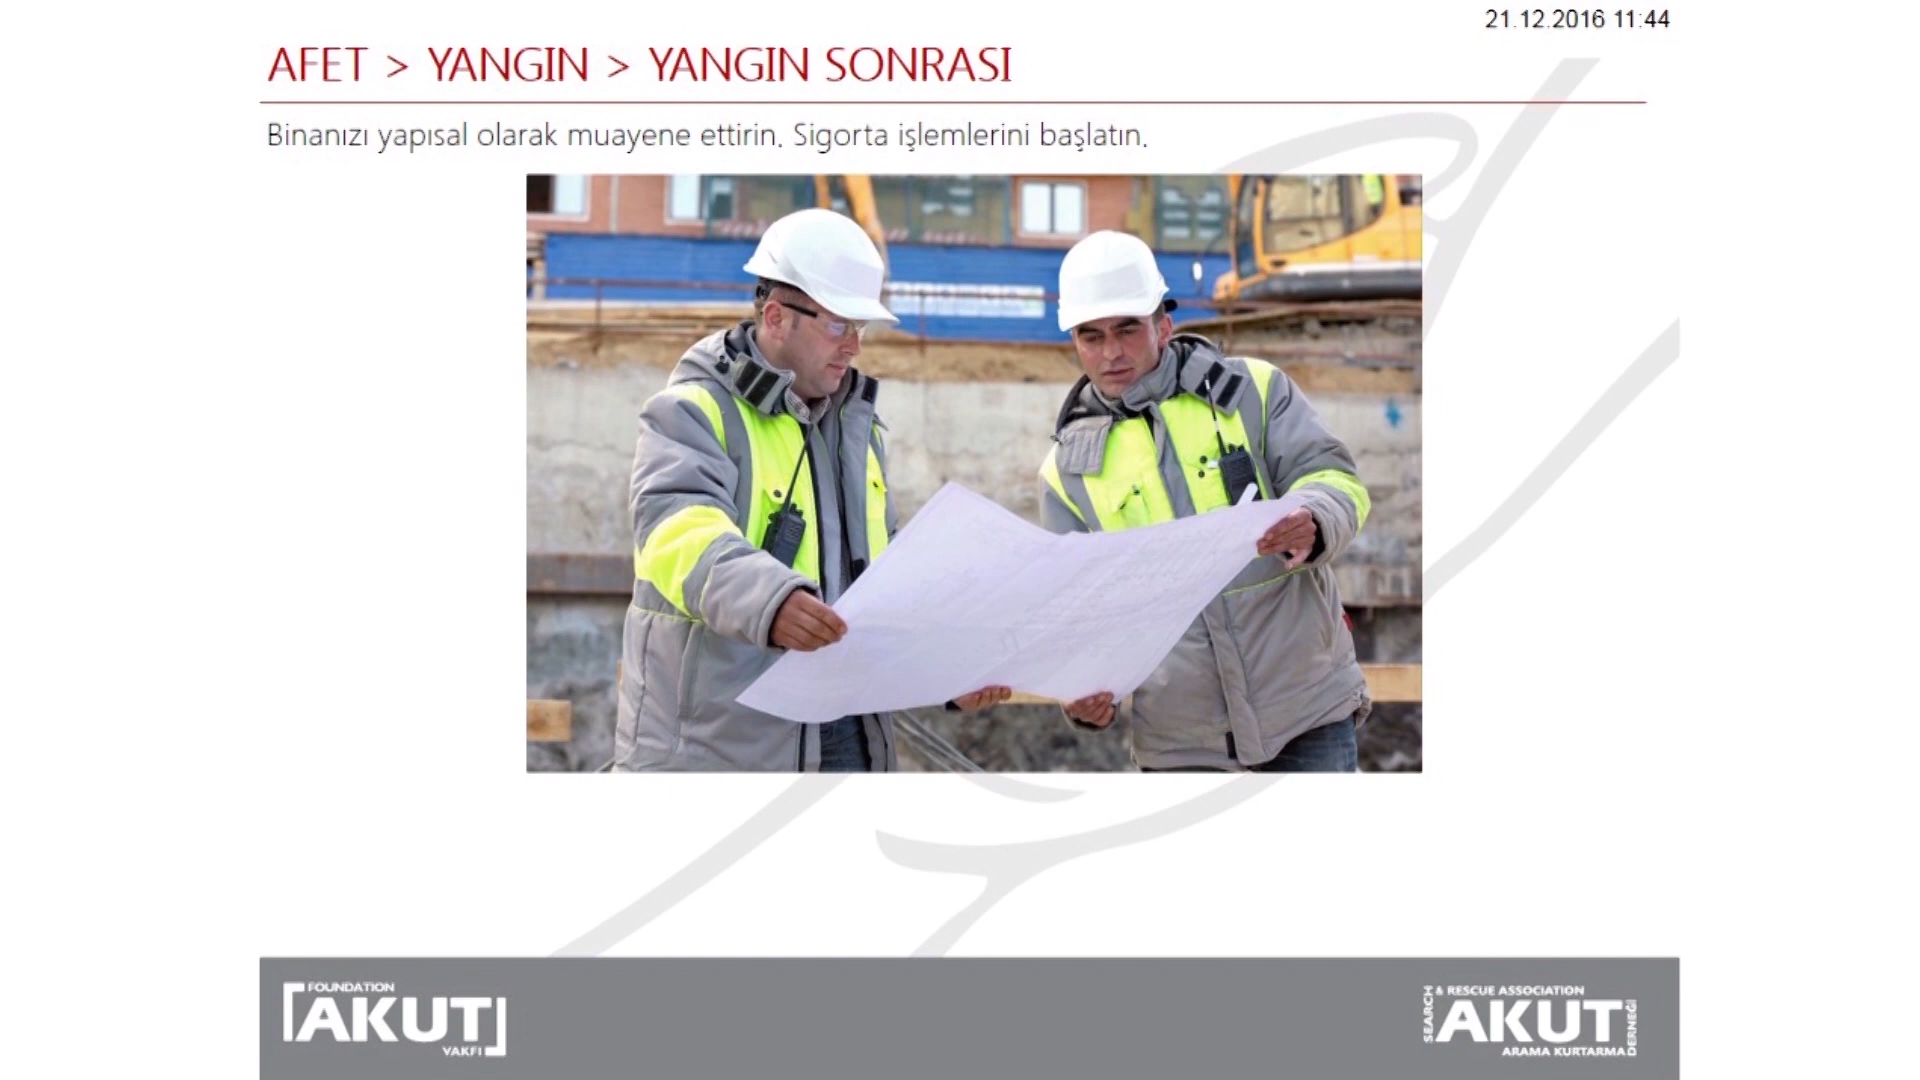 21.12.2016 11:44
AFET > YANGIN > YANGIN SONRASI
Binanızı yapısal olarak muayene ettirin. Sigorta işlemlerini başlatın.
FOUNDATION
AKUT
VAKFI
SEARCH & RESCUE ASSOCIATION
AKUT
ARAMA KURTARMA DERNEĞİ